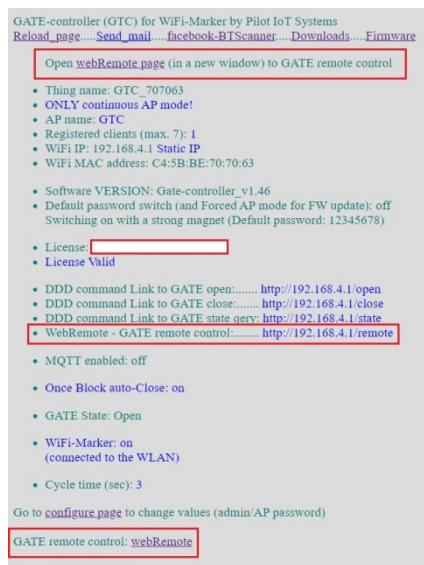 GATE-controller (GTC) for WiFi-Marker by Pilot IoT Systems
Reload_page.....Send_mail.....facebook-BTScanner.....Downloads.....Firmware
Open webRemote page (in a new window) to GATE remote control
• Thing name: GTC_707063
• ONLY continuous AP mode!
• AP name: GTC
• Registered clients (max. 7): 1
• WiFi IP: 192.168.4.1 Static IP
• WiFi MAC address: C4:5B:BE:70:70:63
• Software VERSION: Gate-controller_v1.46
• Default password switch (and Forced AP mode for FW update): off
Switching on with a strong magnet (Default password: 12345678)
• License:
• License Valid
• DDD command Link to GATE open:....... http://192.168.4.1/open
• DDD command Link to GATE close:....... http://192.168.4.1/close
• DDD command Link to GATE state qery: http://192.168.4.1/state
• WebRemote - GATE remote control:........ http://192.168.4.1/remote
• MQTT enabled: off
• Once Block auto-Close: on
• GATE State: Open
• WiFi-Marker: on
(connected to the WLAN)
• Cycle time (sec): 3
Go to configure page to change values (admin/AP password)
GATE remote control: webRemote